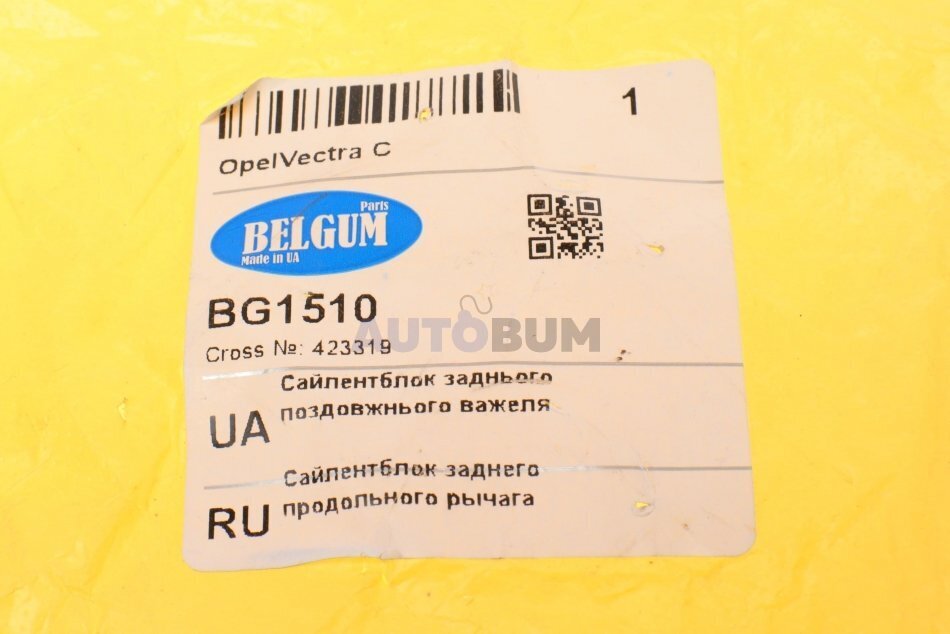 1
OpelVectra C
Parts
BELGUM
Made in UA
BG1510
AUTOBUM
Cross №: 423319
UA
Сайлентблок заднього
поздовжнього важеля
RU
Сайлентблок заднего
продольного рычага